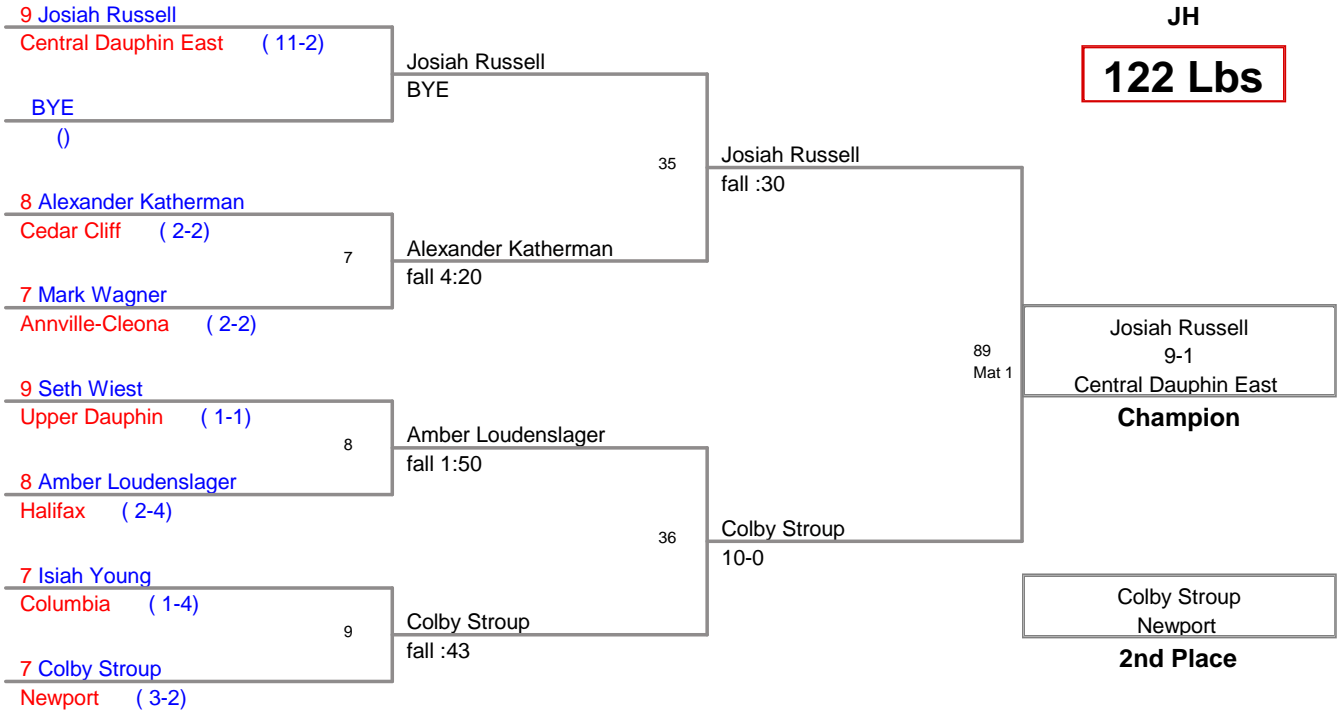 9 Josiah Russell
Central Dauphin East ( 11-2)
BYE
()
8 Alexander Katherman
Cedar Cliff ( 2-2)
7
7 Mark Wagner
Annville-Cleona ( 2-2)
9 Seth Wiest
Upper Dauphin ( 1-1)
8
8 Amber Loudenslager
Halifax ( 2-4)
7 Isiah Young
Columbia ( 1-4)
9
7 Colby Stroup
Newport ( 3-2)
Josiah Russell
BYE
35
Alexander Katherman
fall 4:20
Amber Loudenslager
fall 1:50
36
Colby Stroup
fall :43
Josiah Russell
fall :30
89
Mat 1
Colby Stroup
10-0
JH
122 Lbs
Josiah Russell
9-1
Central Dauphin East
Champion
Colby Stroup
Newport
2nd Place